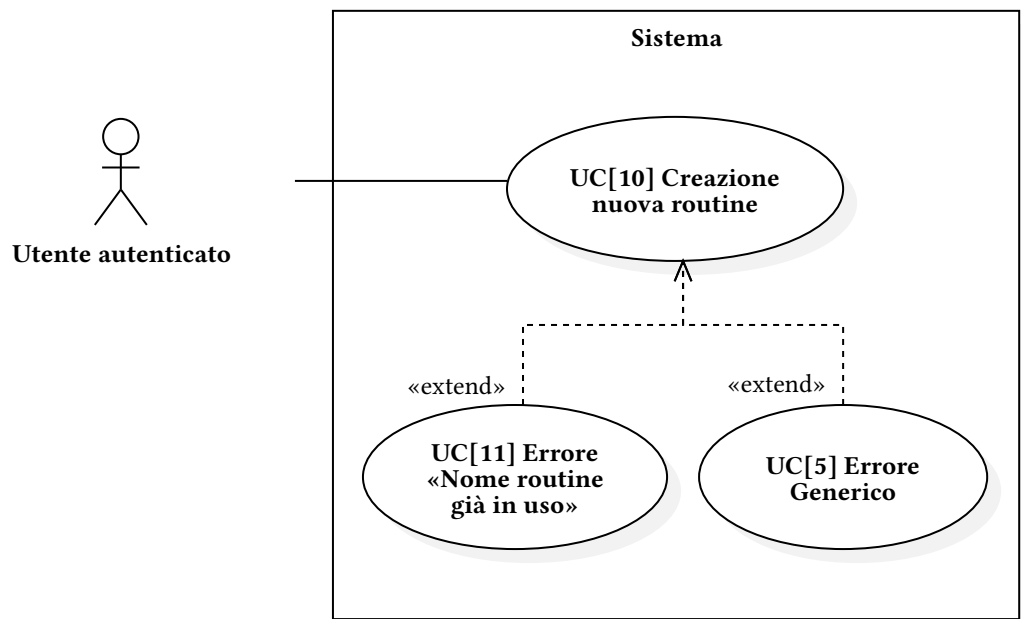 Sistema
UC[10] Creazione
nuova routine
Utente autenticato
«extend»
«extend»
UC[11] Errore
«Nome routine
già in uso»
UC[5] Errore
Generico